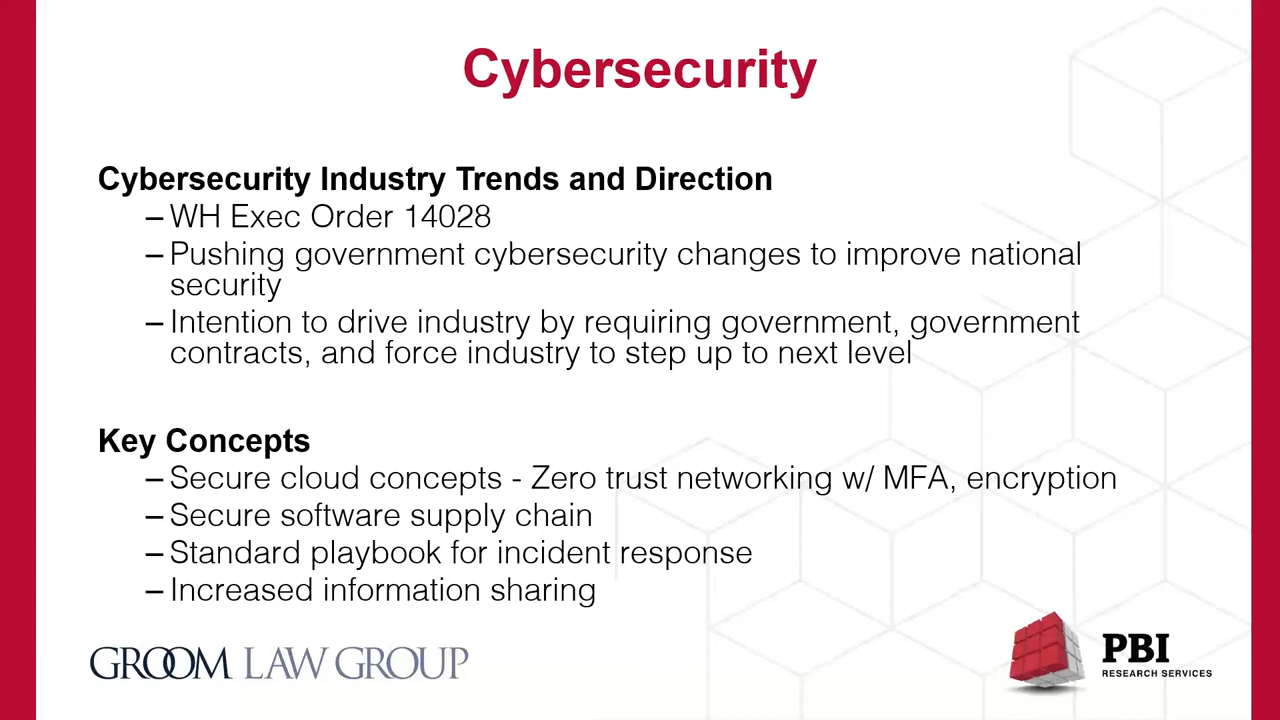 Cybersecurity
Cybersecurity Industry Trends and Direction
– WH Exec Order 14028
– Pushing government cybersecurity changes to improve national
security
– Intention to drive industry by requiring government, government
contracts, and force industry to step up to next level
Key Concepts
– Secure cloud concepts - Zero trust networking w/ MFA, encryption
– Secure software supply chain
– Standard playbook for incident response
– Increased information sharing
GROOM LAW GROUP
PBI
RESEARCH SERVICES